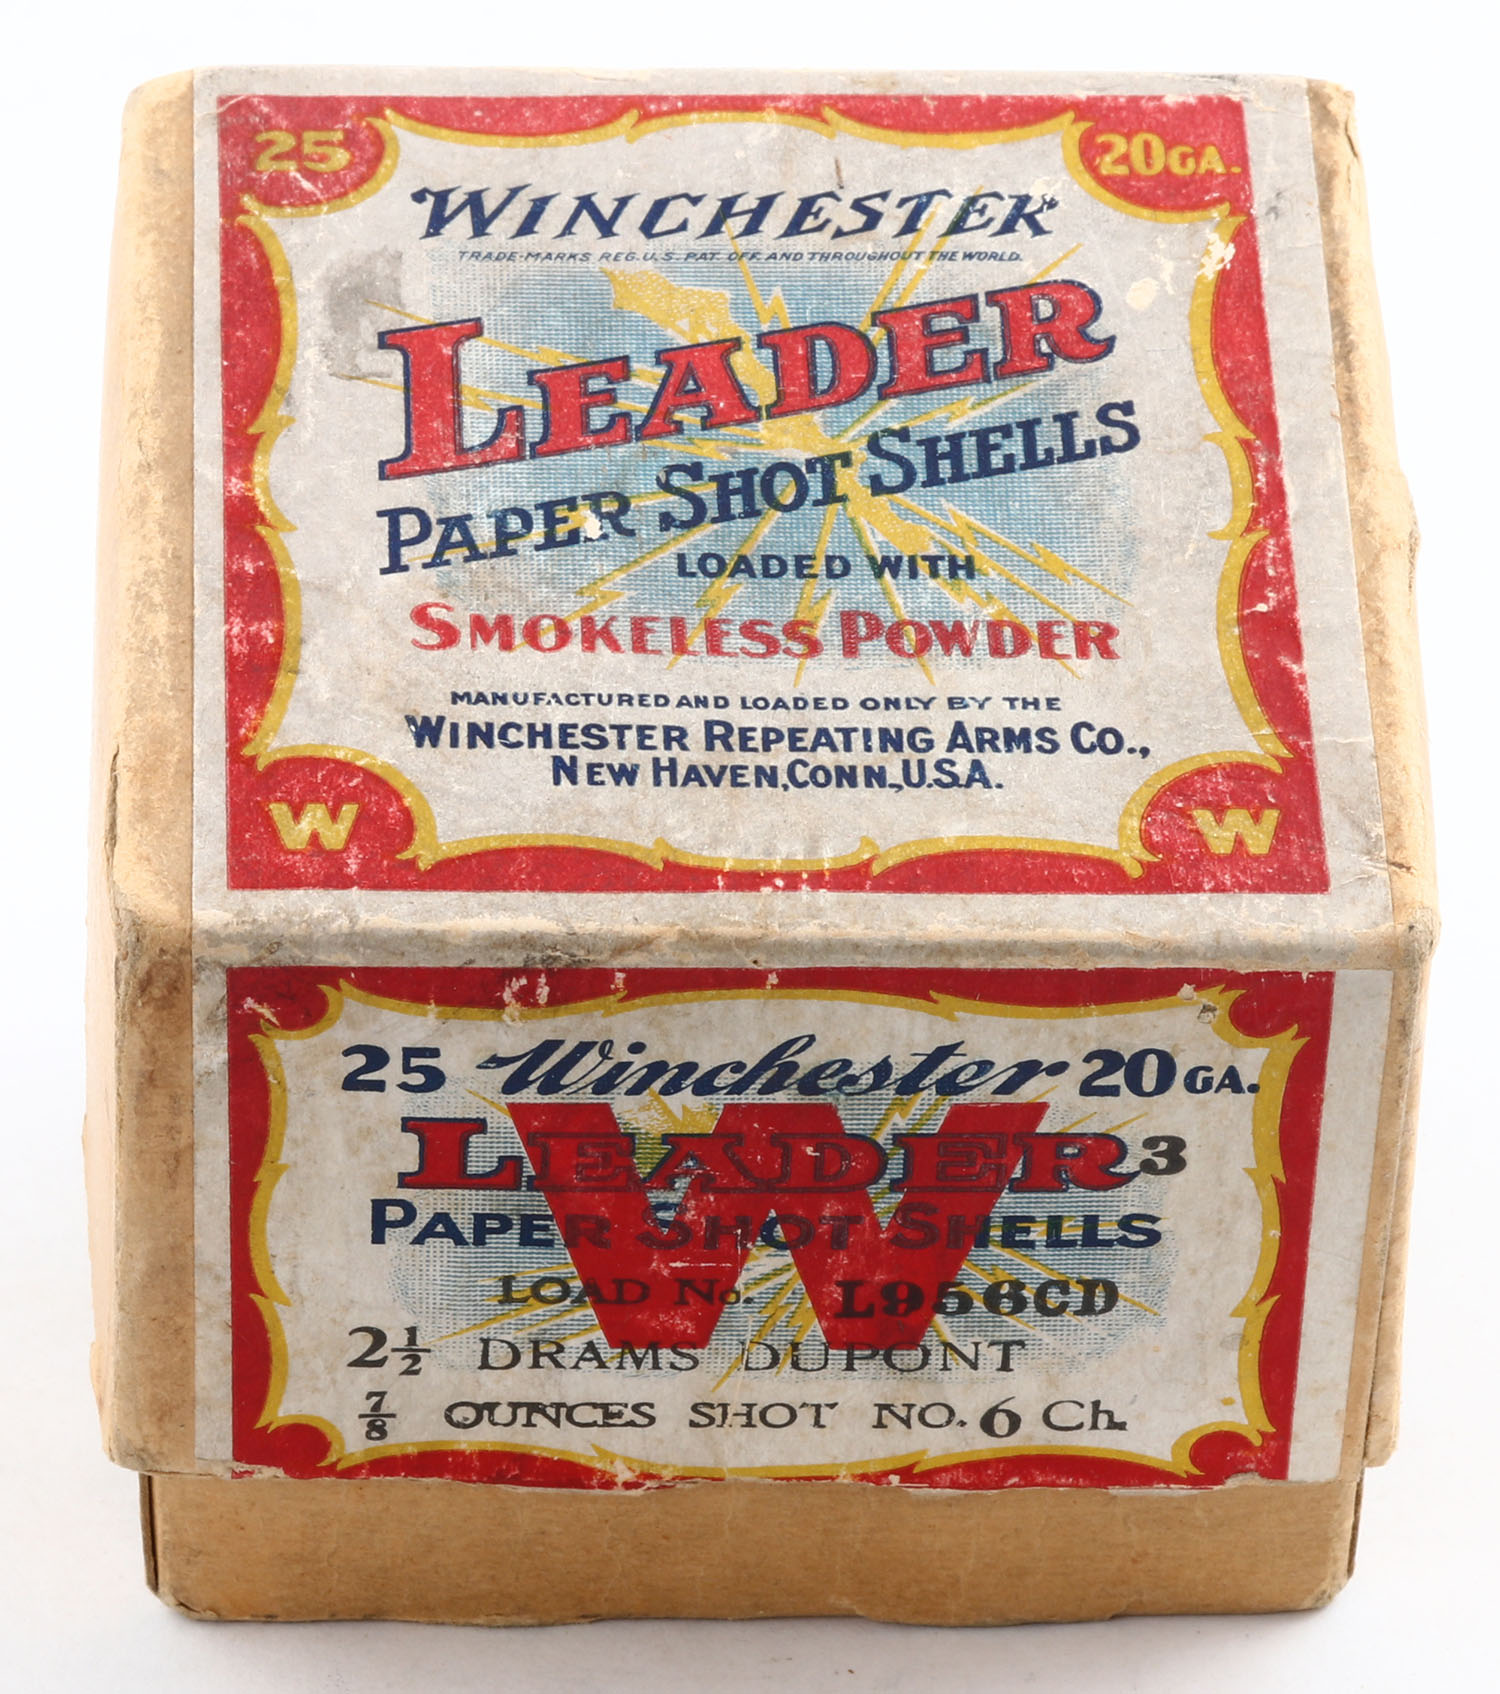 25 20GA.
WINCHESTER
TRADE-MARKS REG. U.S. PAT. OFF. AND THROUGHOUT THE WORLD.
LEADER
PAPER SHOT SHELLS
LOADED WITH
SMOKELESS POWDER
MANUFACTURED AND LOADED ONLY BY THE
WINCHESTER REPEATING ARMS CO.,
NEW HAVEN, CONN., U.S.A.
W W
25 Winchester 20 GA.
LEADER 3
W
PAPER SHOT SHELLS
LOAD No. L956CD
2 1/2 DRAMS DUPONT
7/8 OUNCES SHOT NO. 6 Ch.